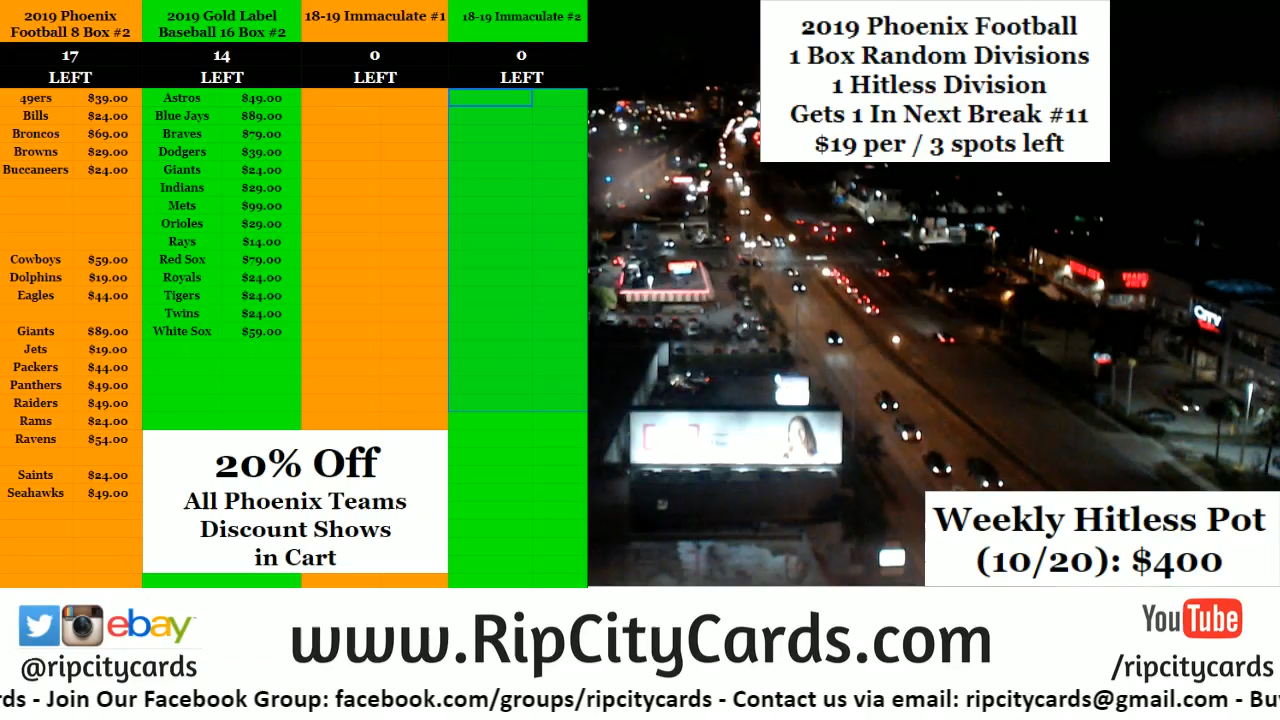 2019 Phoenix
Football 8 Box #2
17
LEFT
49ers $39.00
Bills $24.00
Broncos $69.00
Browns $29.00
Buccaneers $24.00
Cowboys $59.00
Dolphins $19.00
Eagles $44.00
Giants $89.00
Jets $19.00
Packers $44.00
Panthers $49.00
Raiders $49.00
Rams $24.00
Ravens $54.00
Saints $24.00
Seahawks $49.00
2019 Gold Label
Baseball 16 Box #2
14
LEFT
Astros $49.00
Blue Jays $89.00
Braves $79.00
Dodgers $39.00
Giants $24.00
Indians $29.00
Mets $99.00
Orioles $29.00
Rays $14.00
Red Sox $79.00
Royals $24.00
Tigers $24.00
Twins $24.00
White Sox $59.00
18-19 Immaculate #1
0
LEFT
18-19 Immaculate #2
0
LEFT
20% Off
All Phoenix Teams
Discount Shows
in Cart
2019 Phoenix Football
1 Box Random Divisions
1 Hitless Division
Gets 1 In Next Break #11
$19 per / 3 spots left
CITY
Weekly Hitless Pot
(10/20): $400
ebay
@ripcitycards
www.RipCityCards.com
YouTube
/ripcitycards
rds - Join Our Facebook Group: facebook.com/groups/ripcitycards - Contact us via email: ripcitycards@gmail.com - Bu